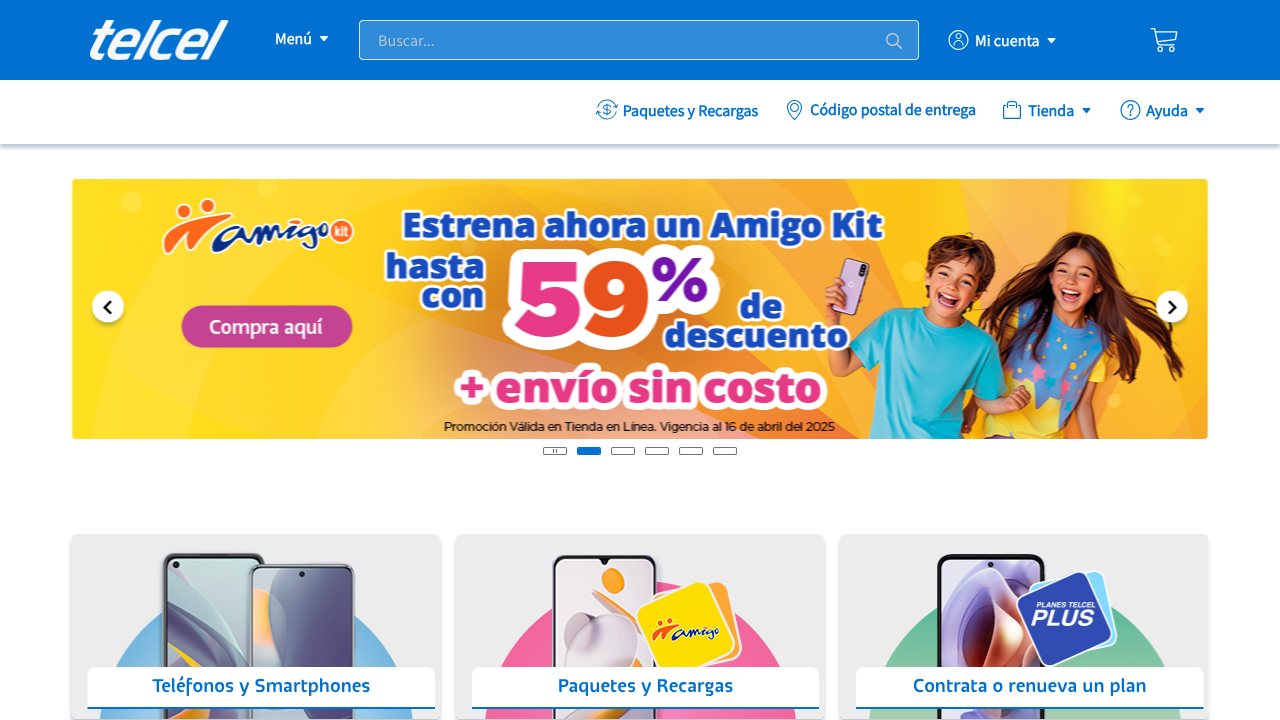 telcel
Menú
Buscar...
Mi cuenta
Paquetes y Recargas
Código postal de entrega
Tienda
Ayuda
amigo kit
Compra aquí
Estrena ahora un Amigo Kit
hasta
con
59%
de
descuento
+ envío sin costo
Promoción Válida en Tienda en Línea. Vigencia al 16 de abril del 2025
amigo
PLANES TELCEL
PLUS
Teléfonos y Smartphones
Paquetes y Recargas
Contrata o renueva un plan